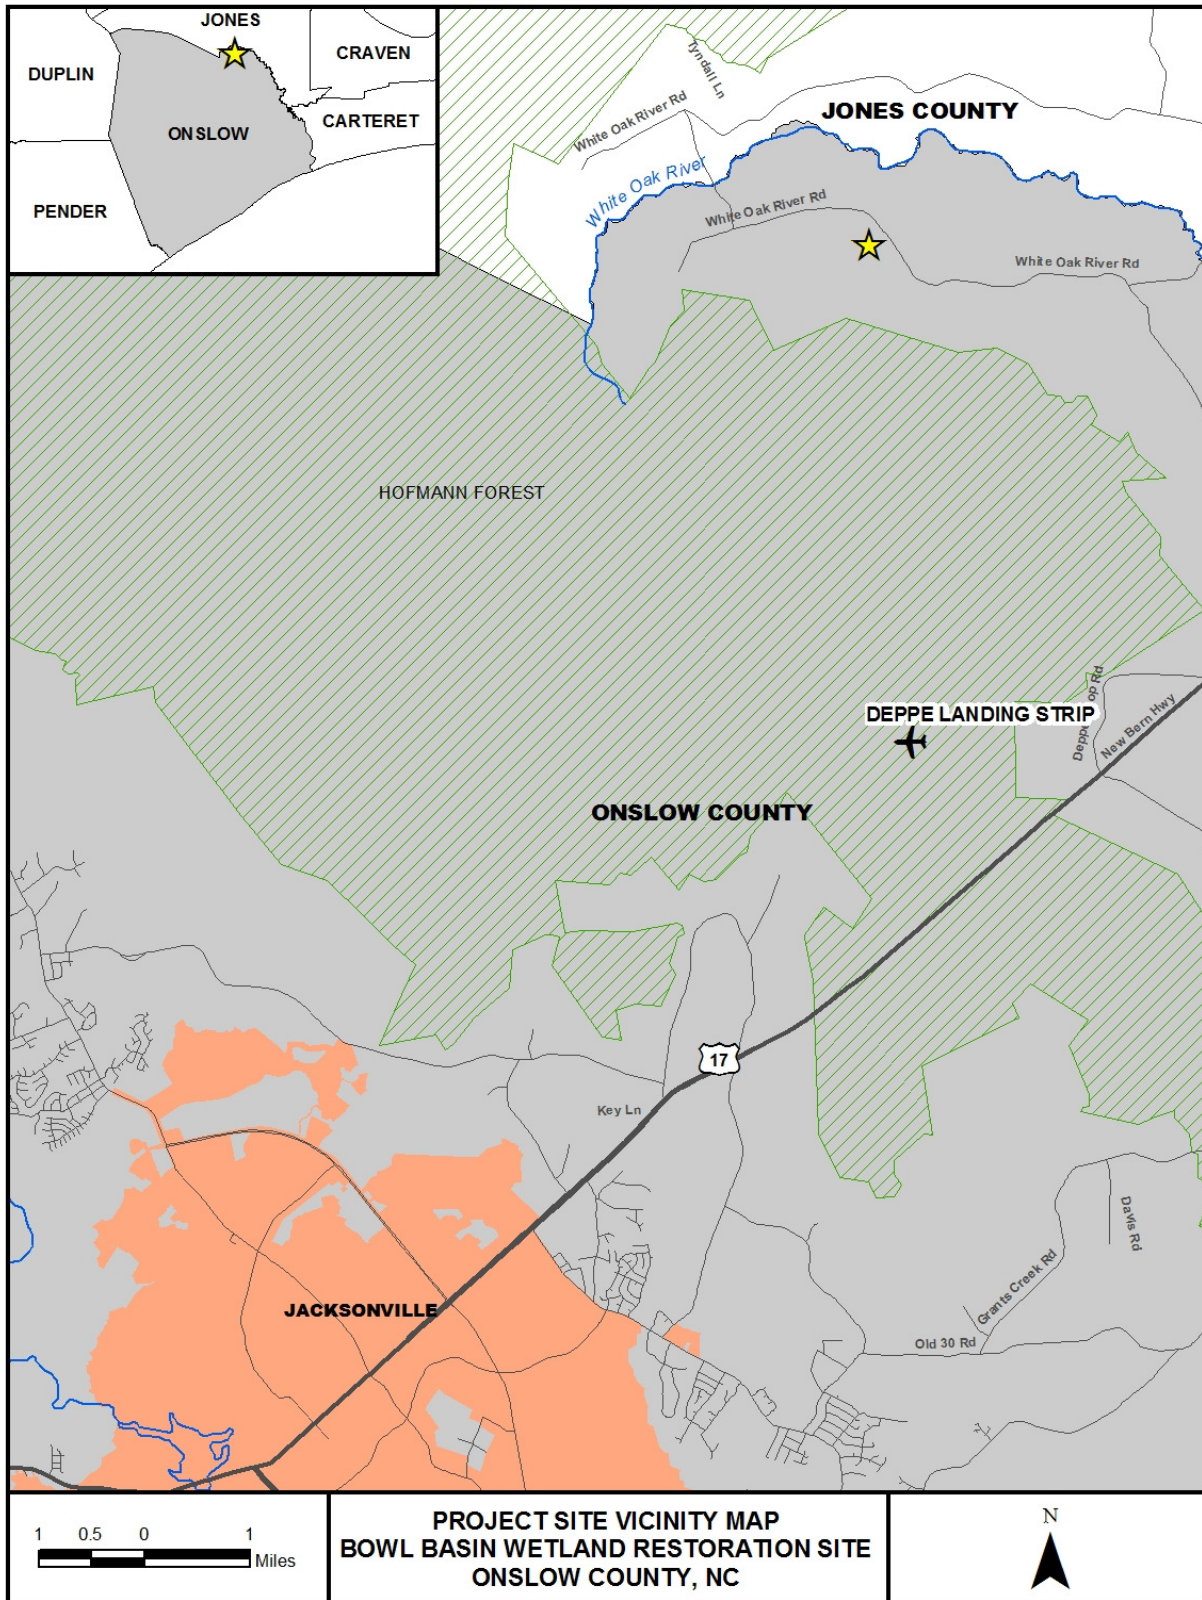 JONES
CRAVEN
DUPLIN
CARTERET
ONSLOW
PENDER
Tyndall Ln
White Oak River Rd
JONES COUNTY
White Oak River
White Oak River Rd
White Oak River Rd
HOFMANN FOREST
DEPPE LANDING STRIP
New Bern Hwy
ONSLOW COUNTY
17
Key Ln
Davis Rd
Grants Creek Rd
JACKSONVILLE
Old 30 Rd
1 0.5 0 1
Miles
PROJECT SITE VICINITY MAP
BOWL BASIN WETLAND RESTORATION SITE
ONSLOW COUNTY, NC
N